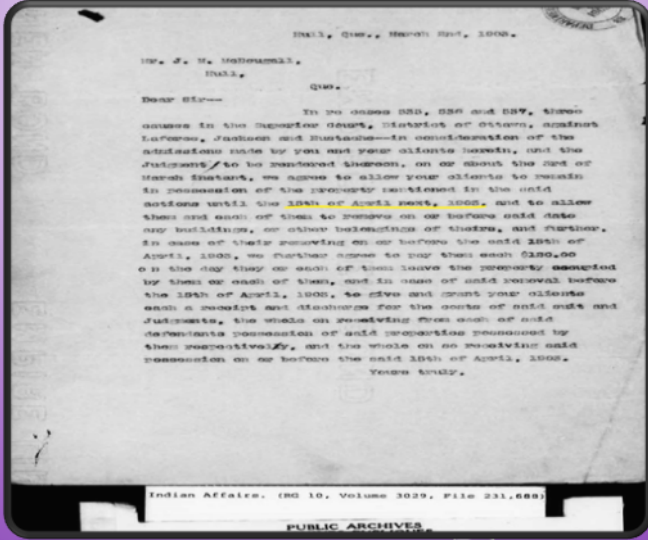 Hull, Que., March 2nd, 1903.
Mr. J. M. McDougall,
Hull,
Que.
Dear Sir--
In re cases 535, 536 and 537, three
causes in the Superior Court, District of Ottawa, against
Laforce, Jackson and Eustache--in consideration of the
admissions made by you and your clients herein, and the
Judgment to be rendered thereon, on or about the 3rd of
March instant, we agree to allow your clients to remain
in possession of the property mentioned in the said
actions until the 15th of April next, 1903, and to allow
them and each of them to remove on or before said date
any buildings, or other belongings of theirs, and further,
in case of their removing on or before the said 15th of
April, 1903, we further agree to pay them each $150.00
on the day they or each of them leave the property occupied
by them or each of them, and in case of said removal before
the 15th of April, 1903, to give and grant your clients
each a receipt and discharge for the costs of said suit and
Judgments, the whole on receiving from each of said
defendants possession of said properties possessed by
them respectively, and the whole on so receiving said
possession on or before the said 15th of April, 1903.
Yours truly,
Indian Affairs. (RG 10, Volume 3029, File 231,688)
PUBLIC ARCHIVES